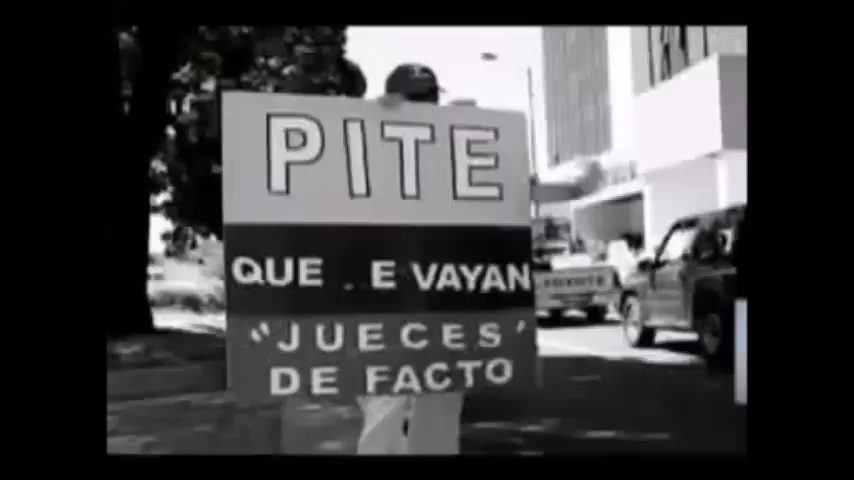 PITE
QUE E VAYAN
"JUECES"
DE FACTO